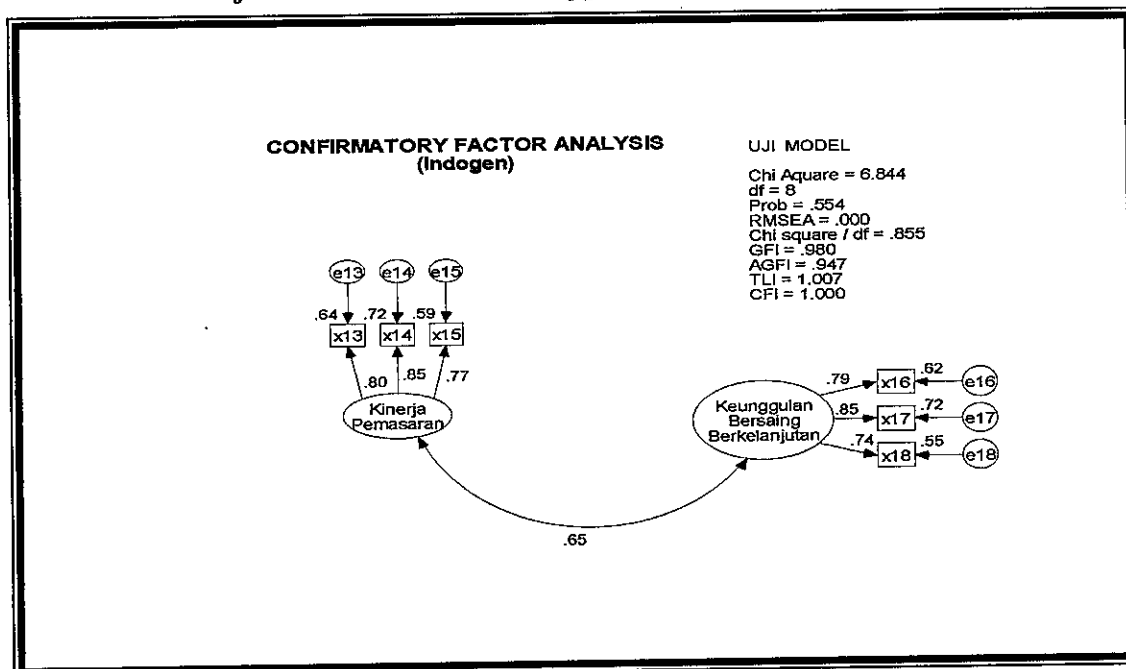 CONFIRMATORY FACTOR ANALYSIS
(Indogen)
UJI MODEL
Chi Aquare = 6.844
df = 8
Prob = .554
RMSEA = .000
Chi square / df = .855
GFI = .980
AGFI = .947
TLI = 1.007
CFI = 1.000
e13 e14 e15
.64 .72 .59
x13 x14 x15
.80 .85 .77
Kinerja
Pemasaran
Keunggulan
Bersaing
Berkelanjutan
.79 x16 .62 e16
.85 x17 .72 e17
.74 x18 .55 e18
.65